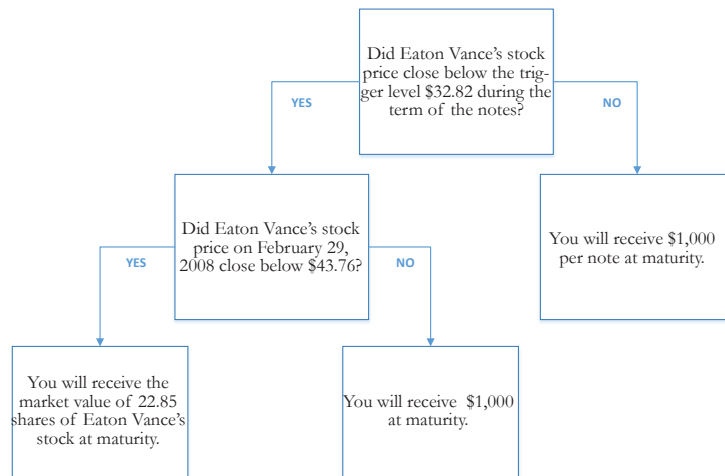 Did Eaton Vance's stock
price close below the trig-
ger level $32.82 during the
term of the notes?
YES
NO
Did Eaton Vance's stock
price on February 29,
2008 close below $43.76?
You will receive $1,000
per note at maturity.
YES
NO
You will receive the
market value of 22.85
shares of Eaton Vance's
stock at maturity.
You will receive $1,000
at maturity.